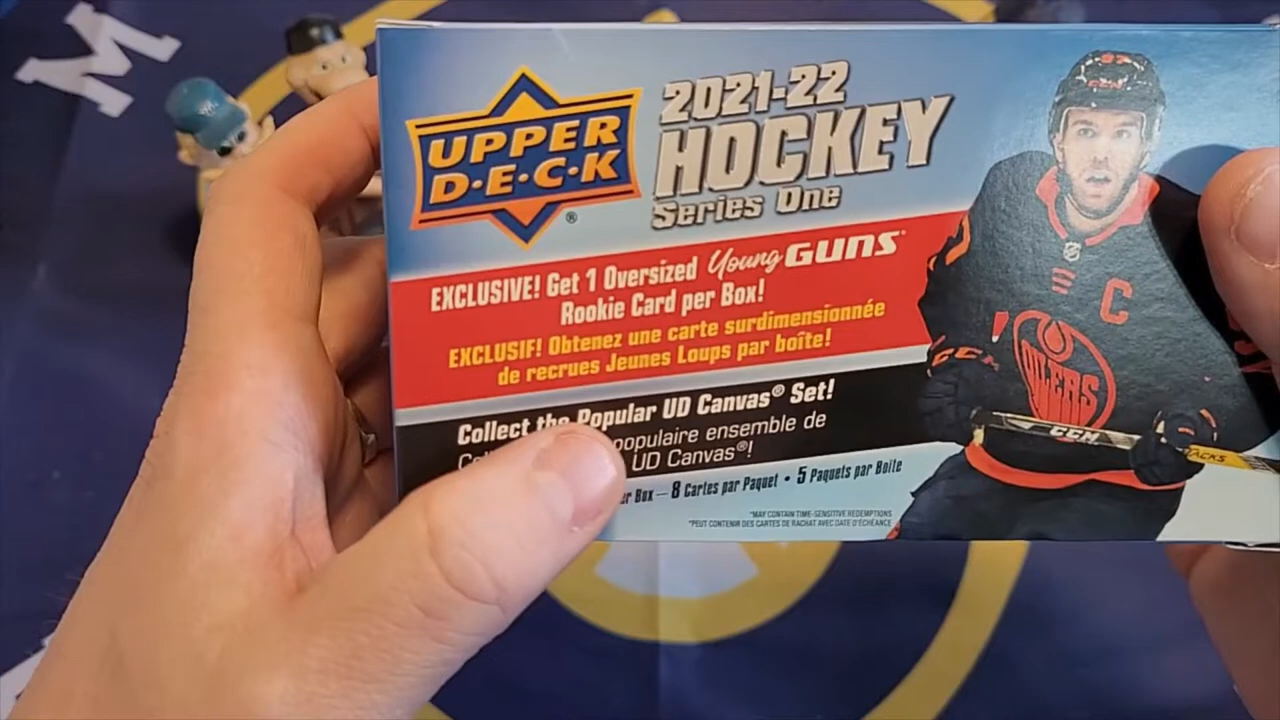 M
UPPER
D·E·C·K
®
2021-22
HOCKEY
Series One
EXCLUSIVE! Get 1 Oversized Young GUNS®
Rookie Card per Box!
EXCLUSIF! Obtenez une carte surdimensionnée
de recrues Jeunes Loups par boîte!
Collect the Popular UD Canvas® Set!
populaire ensemble de
UD Canvas®!
Box – 8 Cartes par Paquet • 5 Paquets par Boîte
*MAY CONTAIN TIME-SENSITIVE REDEMPTIONS
*PEUT CONTENIR DES CARTES DE RACHAT AVEC DATE D'ÉCHÉANCE
97
CCM
C
OILERS
CCM
CCM
TACKS